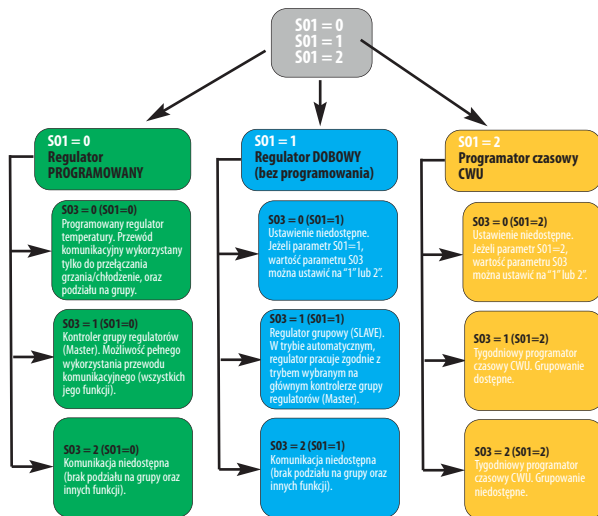 S01 = 0
S01 = 1
S01 = 2
S01 = 0
Regulator
PROGRAMOWANY
S03 = 0 (S01=0)
Programowany regulator
temperatury. Przewód
komunikacyjny wykorzystany
tylko do przełączania
grzania/chłodzenie, oraz
podziału na grupy.
S03 = 1 (S01=0)
Kontroler grupy regulatorów
(Master). Możliwość pełnego
wykorzystania przewodu
komunikacyjnego (wszystkich
jego funkcji).
S03 = 2 (S01=0)
Komunikacja niedostępna
(brak podziału na grupy oraz
innych funkcji).
S01 = 1
Regulator DOBOWY
(bez programowania)
S03 = 0 (S01=1)
Ustawienie niedostępne.
Jeżeli parametr S01=1,
wartość parametru S03
można ustawić na “1” lub 2”.
S03 = 1 (S01=1)
Regulator grupowy (SLAVE).
W trybie automatycznym,
regulator pracuje zgodnie z
trybem wybranym na
głównym kontrolerze grupy
regulatorów (Master).
S03 = 2 (S01=1)
Komunikacja niedostępna
(brak podziału na grupy oraz
innych funkcji).
S01 = 2
Programator czasowy
CWU
S03 = 0 (S01=2)
Ustawienie niedostępne.
Jeżeli parametr S01=2,
wartość parametru S03
można ustawić na “1” lub 2”.
S03 = 1 (S01=2)
Tygodniowy programator
czasowy CWU. Grupowanie
dostępne.
S03 = 2 (S01=2)
Tygodniowy programator
czasowy CWU. Grupowanie
niedostępne.